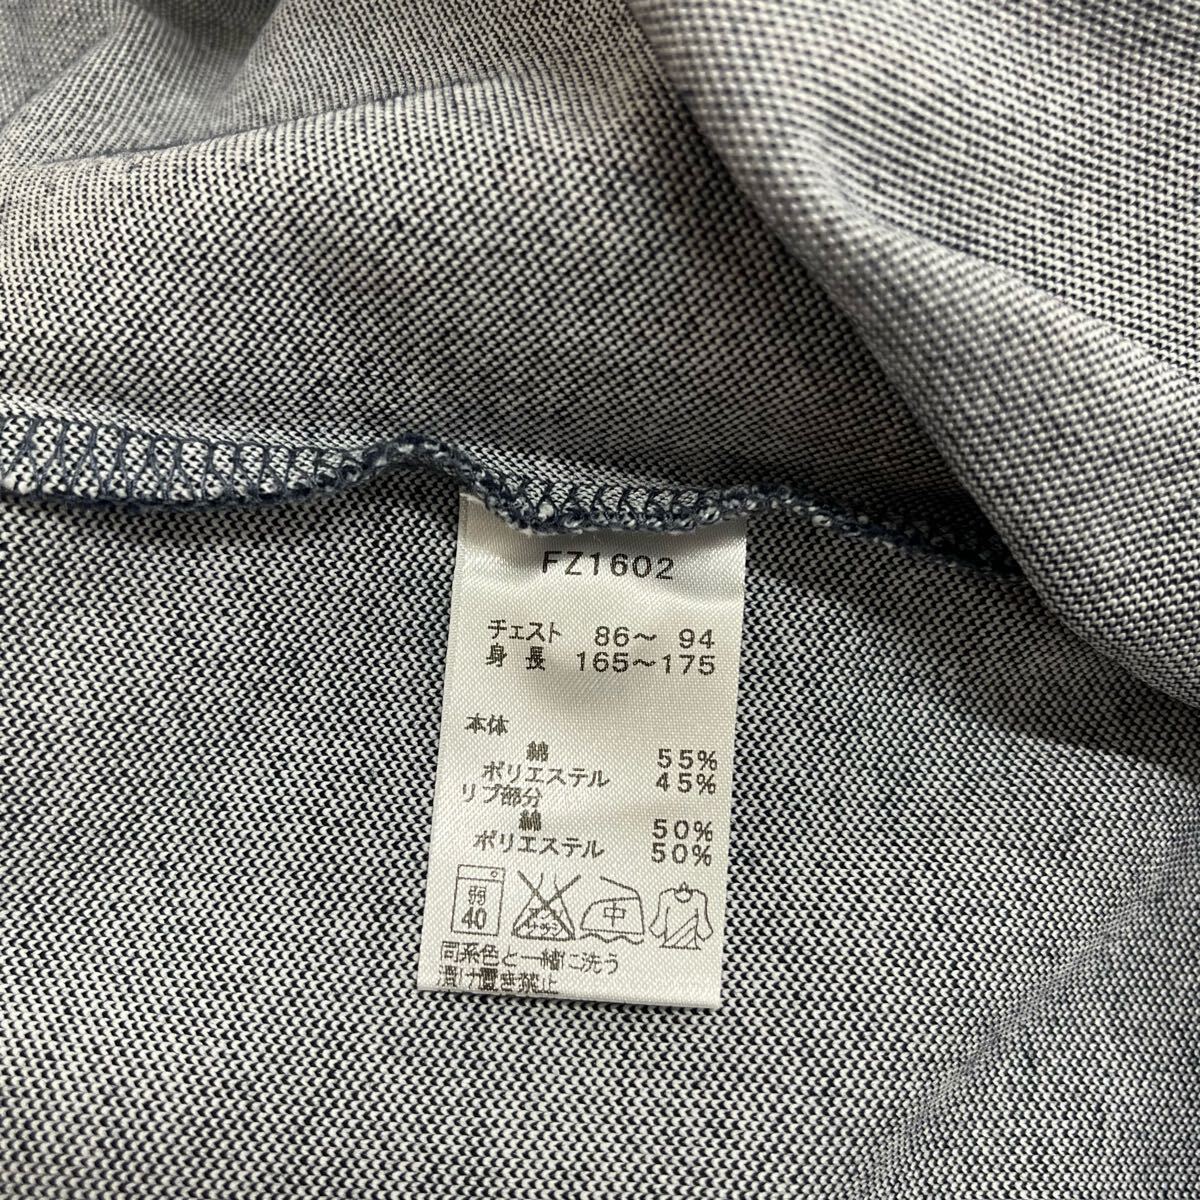 FZ1602
チェスト 86～ 94
身 長 165～175
本体
綿 55%
ポリエステル 45%
リブ部分
綿 50%
ポリエステル 50%
弱
40
中
同系色と一緒に洗う
漬け置き禁止